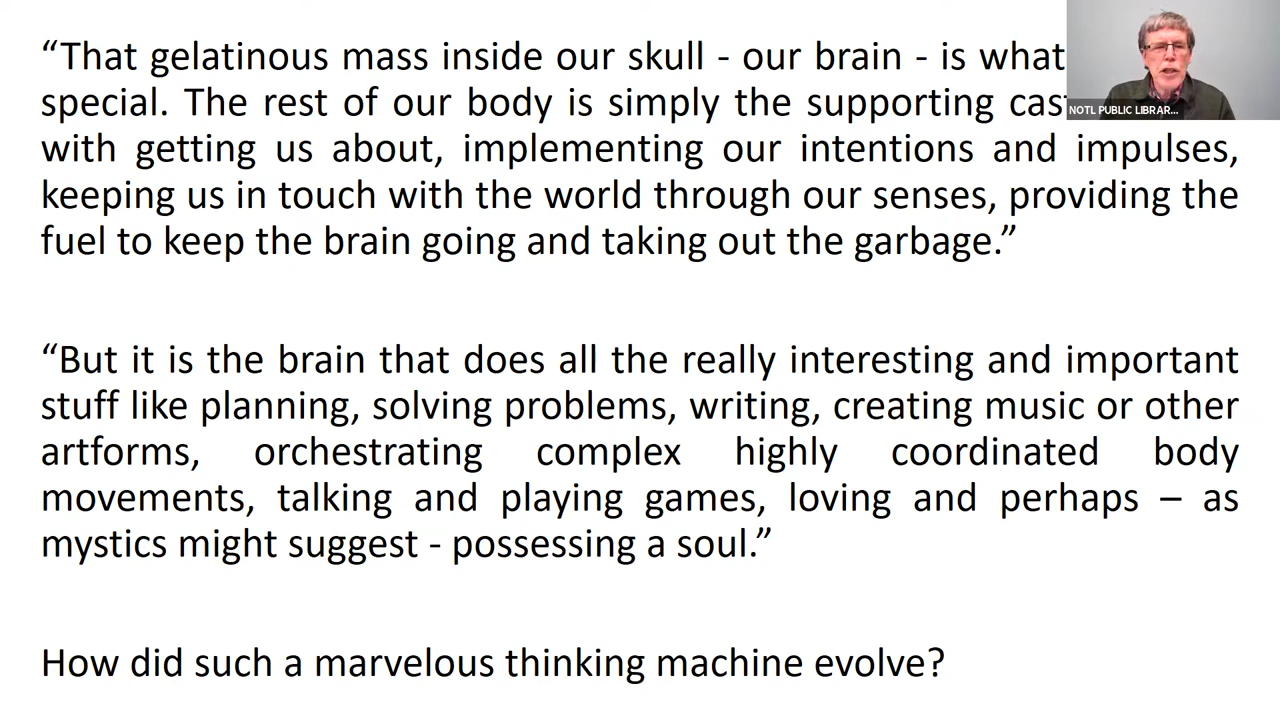 “That gelatinous mass inside our skull - our brain - is what
special. The rest of our body is simply the supporting
with getting us about, implementing our intentions and impulses,
keeping us in touch with the world through our senses, providing the
fuel to keep the brain going and taking out the garbage.”
“But it is the brain that does all the really interesting and important
stuff like planning, solving problems, writing, creating music or other
artforms, orchestrating complex highly coordinated body
movements, talking and playing games, loving and perhaps – as
mystics might suggest - possessing a soul.”
How did such a marvelous thinking machine evolve?
NOTL PUBLIC LIBRAR...